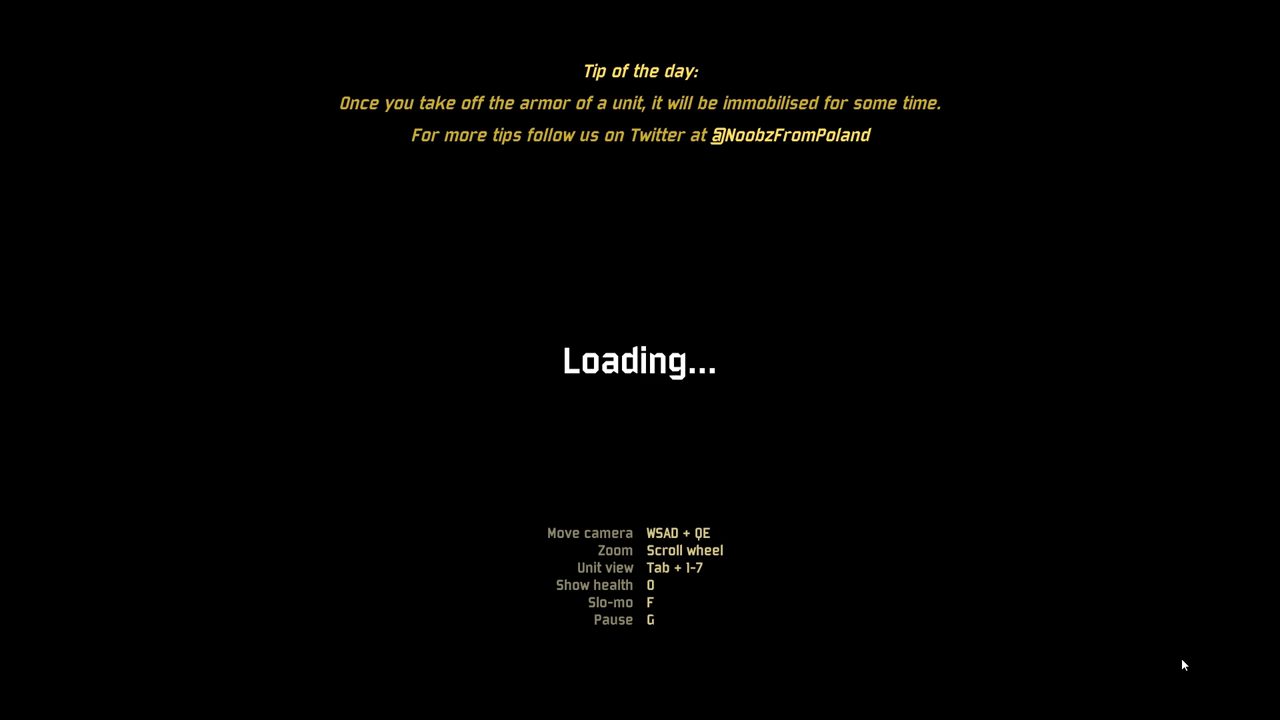 Tip of the day:
Once you take off the armor of a unit, it will be immobilised for some time.
For more tips follow us on Twitter at @NoobzFromPoland
Loading...
Move camera WSAD + QE
Zoom Scroll wheel
Unit view Tab + 1-7
Show health O
Slo-mo F
Pause G